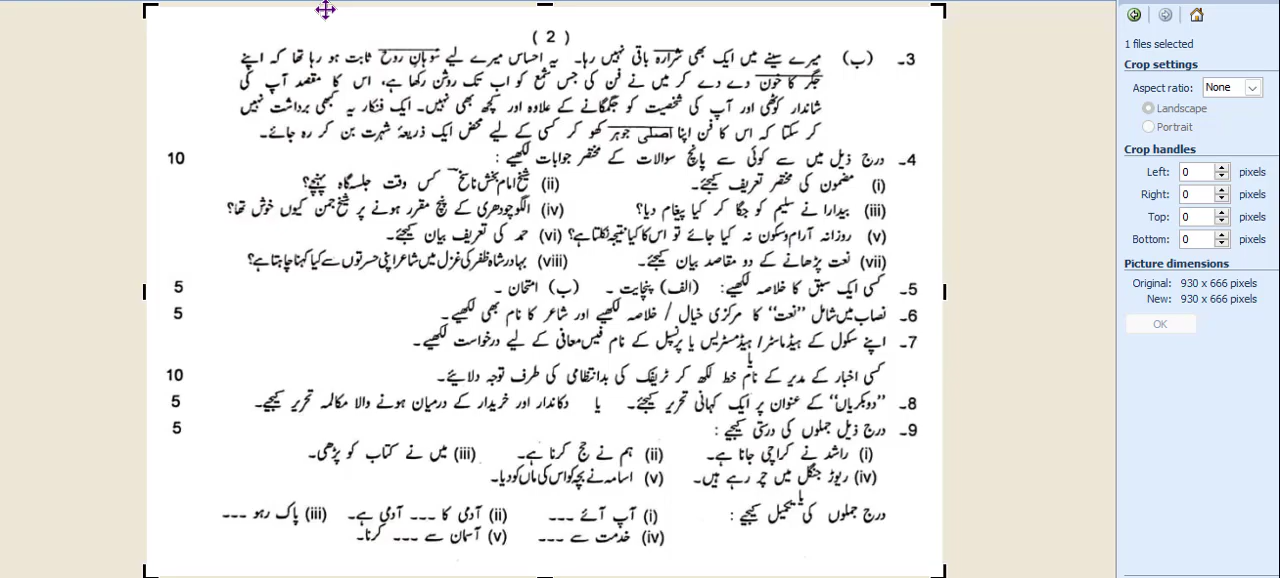 ( 2 )
3۔ (ب) میرے سینے میں ایک بھی شرارہ باقی نہیں رہا۔ یہ احساس میرے لیے سوہانِ روح ثابت ہو رہا تھا کہ اپنے
جگر کا خون دے دے کر میں نے فن کی جس شمع کو اب تک روشن رکھا ہے، اس کا مقصد آپ کی
شاندار کوٹھی اور آپ کی شخصیت کو جگمگانے کے علاوہ اور کچھ بھی نہیں۔ ایک فنکار یہ کبھی برداشت نہیں
کر سکتا کہ اس کا فن اپنا اصلی جوہر کھو کر کسی کے لیے محض ایک ذریعۂ شہرت بن کر رہ جائے۔
4۔ درج ذیل میں سے کوئی سے پانچ سوالات کے مختصر جوابات لکھیے : 10
(i) مضمون کی مختصر تعریف کیجئے۔ (ii) شیخ امام بخش ناسخ کس وقت جلسگاہ پہنچے؟
(iii) بیدارا نے سلیم کو جگا کر کیا پیغام دیا؟ (iv) الگو چودھری کے پنچ مقرر ہونے پر شیخ جمن کیوں خوش تھا؟
(v) روزانہ آرام و سکون نہ کیا جائے تو اس کا کیا نتیجہ نکلتا ہے؟ (vi) حمد کی تعریف بیان کیجئے۔
(vii) نعت پڑھانے کے دو مقاصد بیان کیجئے۔ (viii) بہادر شاہ ظفر کی غزل میں شاعر اپنی حسرتوں سے کیا کہنا چاہتا ہے؟
5۔ کسی ایک سبق کا خلاصہ لکھیے: (الف) پنچایت ۔ (ب) امتحان ۔ 5
6۔ نصاب میں شامل ”نعت“ کا مرکزی خیال / خلاصہ لکھیے اور شاعر کا نام بھی لکھیے۔ 5
7۔ اپنے سکول کے ہیڈماسٹر/ ہیڈمسٹریس یا پرنسپل کے نام فیس معافی کے لیے درخواست لکھیے۔
یا
کسی اخبار کے مدیر کے نام خط لکھ کر ٹریفک کی بدانتظامی کی طرف توجہ دلایئے۔ 10
8۔ ”دو بکریاں“ کے عنوان پر ایک کہانی تحریر کیجئے۔ یا دکاندار اور خریدار کے درمیان ہونے والا مکالمہ تحریر کیجیے۔ 5
9۔ درج ذیل جملوں کی درستی کیجیے : 5
(i) راشد نے کراچی جانا ہے۔ (ii) ہم نے حج کرنا ہے۔ (iii) میں نے کتاب کو پڑھی۔
(iv) ریوڑ جنگل میں چر رہے ہیں۔ (v) اسامہ نے بچہ کو اس کی ماں کو دیا۔
یا
درج جملوں کی تکمیل کیجیے : (i) آپ آئے --- (ii) آدمی کا --- آدمی ہے۔ (iii) پاک رہو ---
(iv) خدمت سے --- (v) آسمان سے --- کرنا۔
1 files selected
Crop settings
Aspect ratio: None
Landscape
Portrait
Crop handles
Left: 0 pixels
Right: 0 pixels
Top: 0 pixels
Bottom: 0 pixels
Picture dimensions
Original: 930 x 666 pixels
New: 930 x 666 pixels
OK